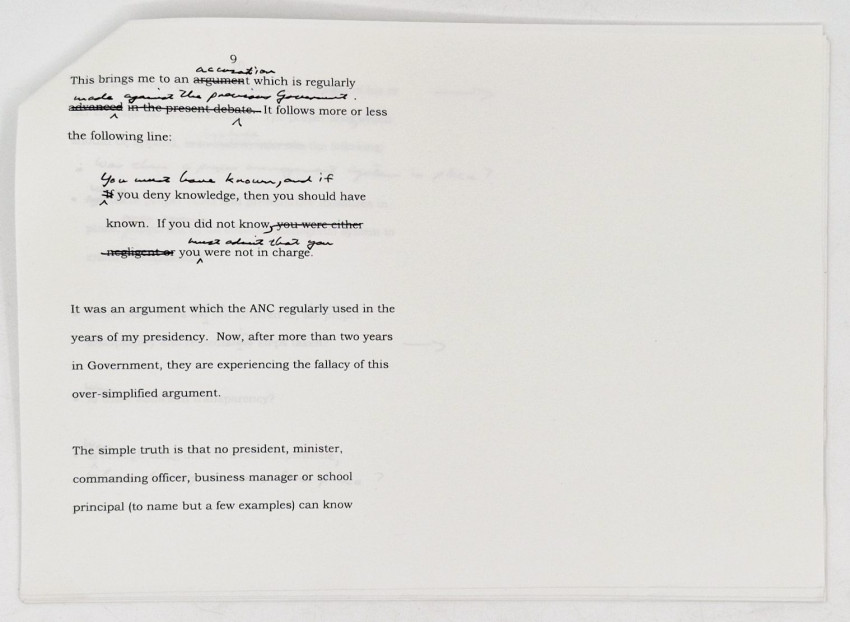 9
accusation
This brings me to an argument which is regularly
made against the previous Government.
advanced in the present debate. It follows more or less
the following line:
You must have known, and if
If you deny knowledge, then you should have
known. If you did not know, you were either
must admit that you
negligent or you were not in charge.
It was an argument which the ANC regularly used in the
years of my presidency. Now, after more than two years
in Government, they are experiencing the fallacy of this
over-simplified argument.
The simple truth is that no president, minister,
commanding officer, business manager or school
principal (to name but a few examples) can know